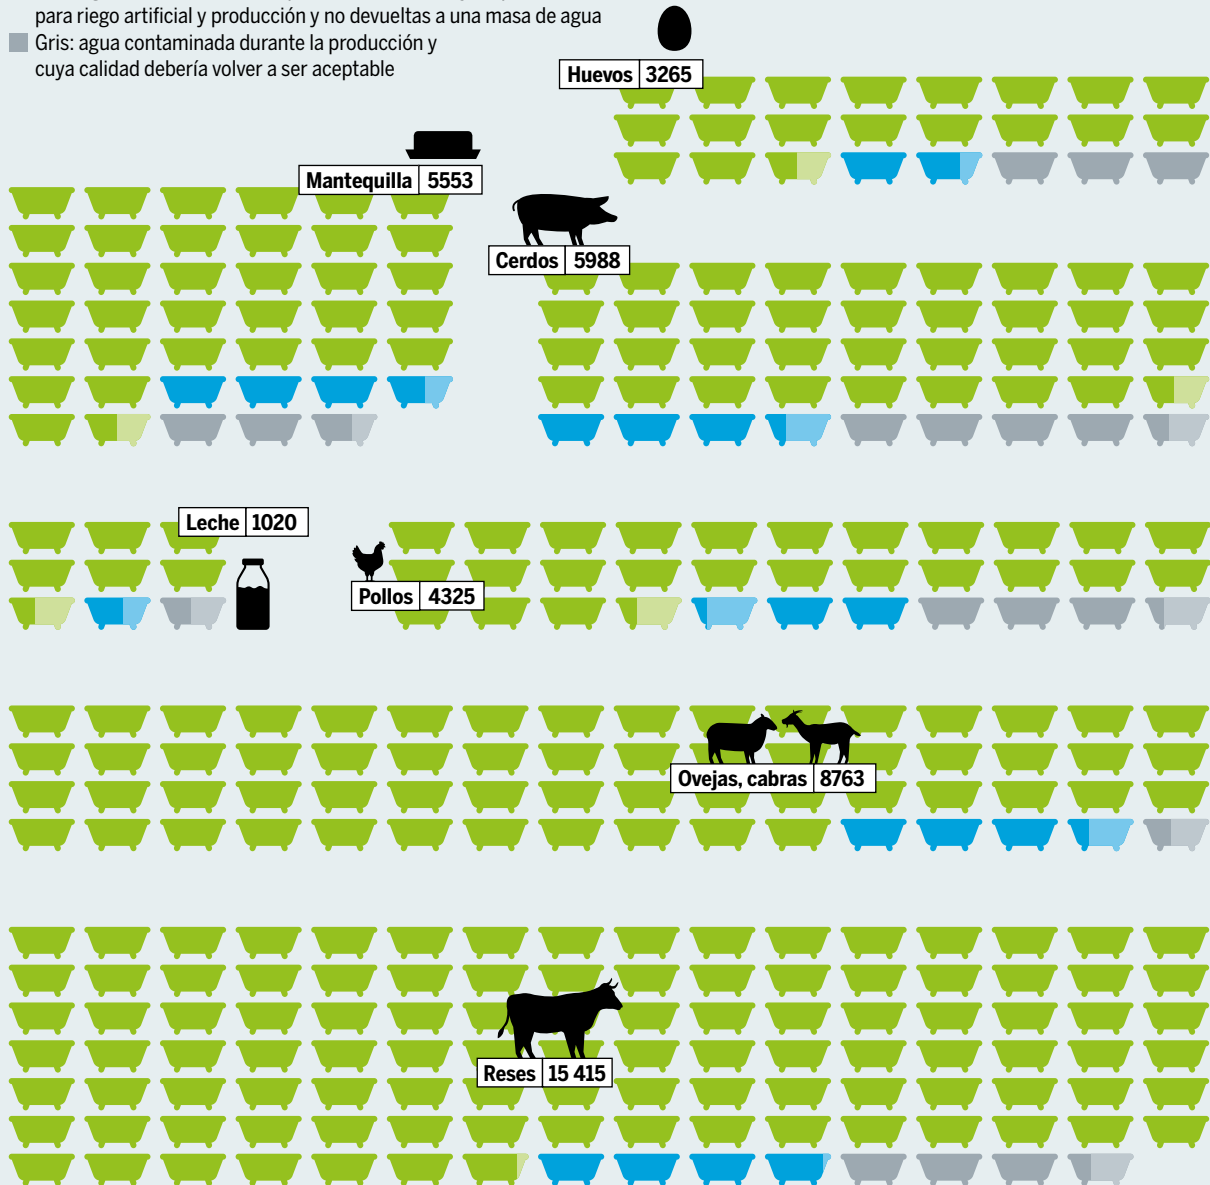 para riego artificial y producción y no devueltas a una masa de agua
Gris: agua contaminada durante la producción y
cuya calidad debería volver a ser aceptable
Huevos 3265
Mantequilla 5553
Cerdos 5988
Leche 1020
Pollos 4325
Ovejas, cabras 8763
Reses 15 415